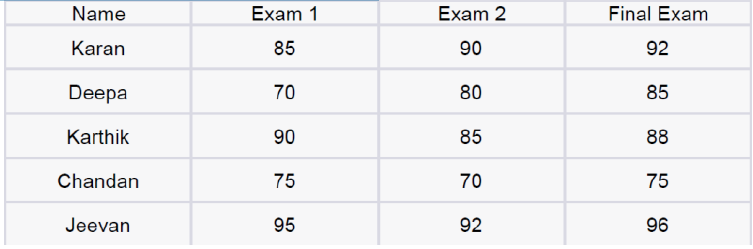 Name Exam 1 Exam 2 Final Exam
Karan 85 90 92
Deepa 70 80 85
Karthik 90 85 88
Chandan 75 70 75
Jeevan 95 92 96